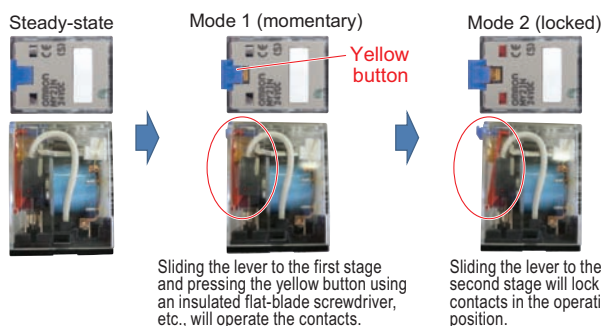 Steady-state
Mode 1 (momentary)
Mode 2 (locked)
Yellow
button
Sliding the lever to the first stage
and pressing the yellow button using
an insulated flat-blade screwdriver,
etc., will operate the contacts.
Sliding the lever to the
second stage will lock
contacts in the operati
position.